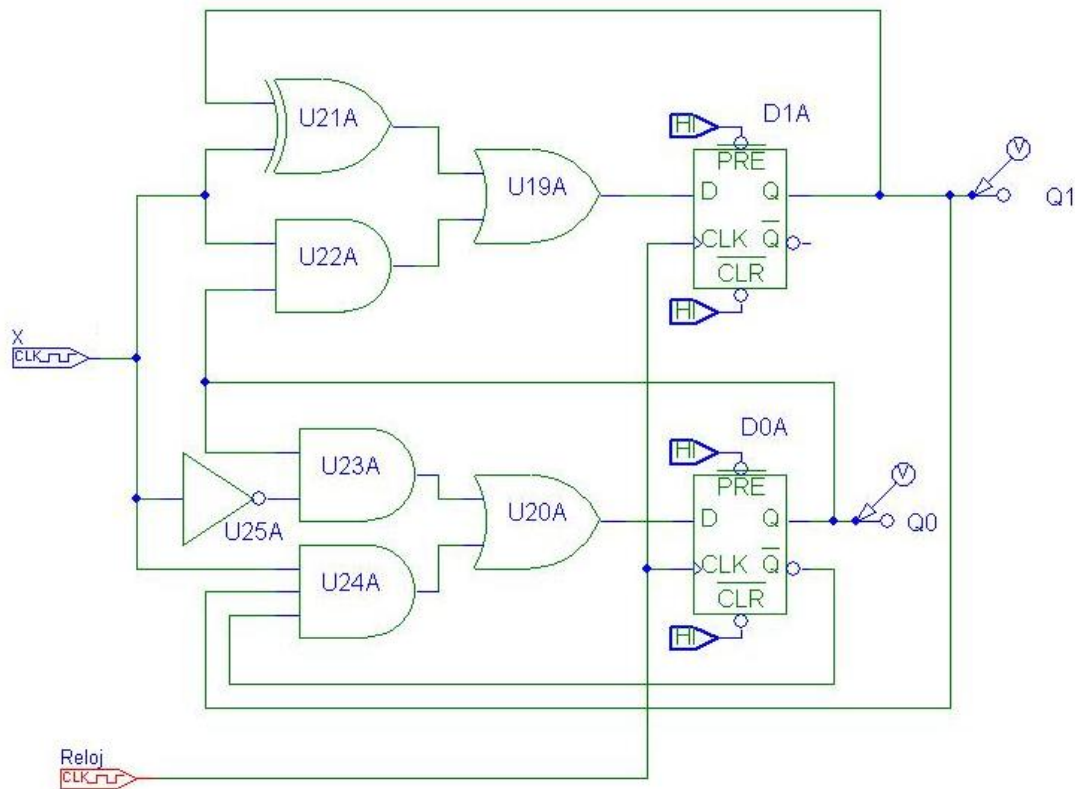 U21A
D1A
HI
PRE
U19A
D Q
V
Q1
U22A
CLK Q
CLR
HI
X
CLK
U23A
D0A
HI
PRE
U25A
U20A
D Q
V
Q0
U24A
CLK Q
CLR
HI
Reloj
CLK